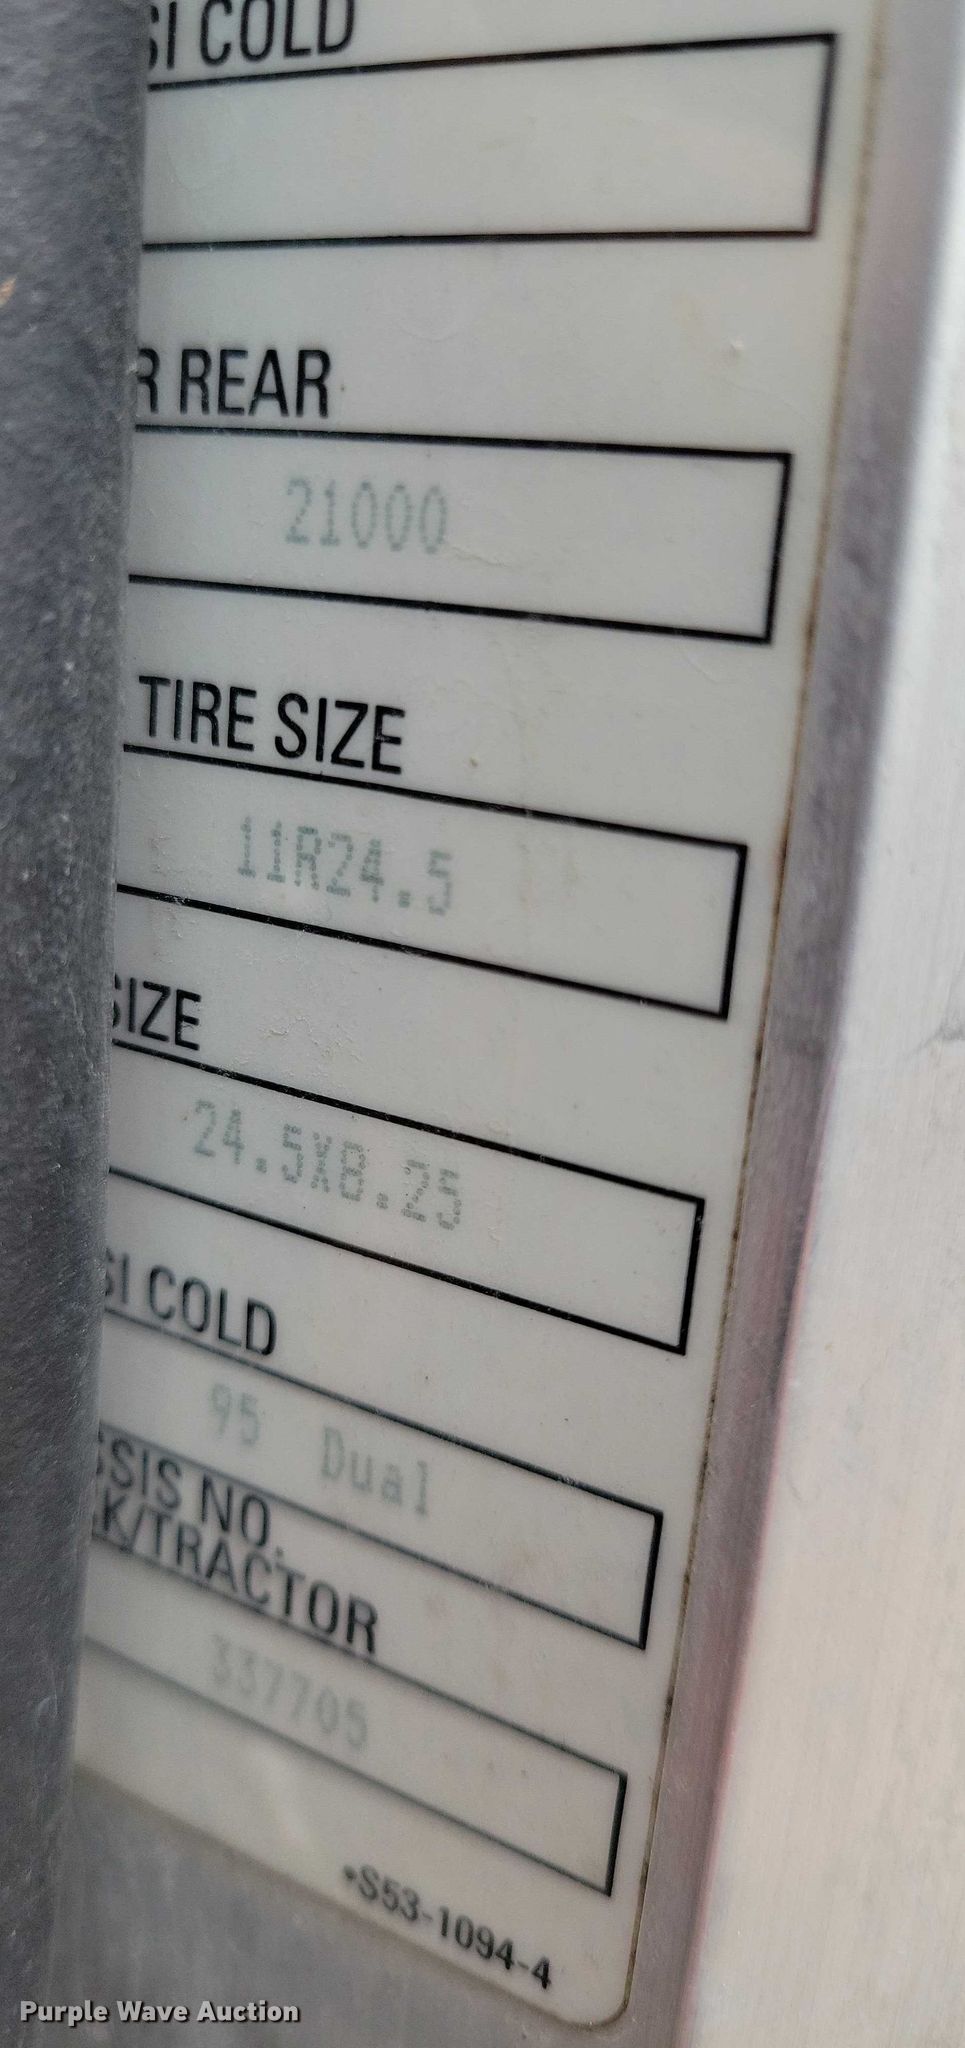 SI COLD
R REAR
21000
TIRE SIZE
11R24.5
SIZE
24.5x8.25
SI COLD
95 Dual
SSIS NO.
K/TRACTOR
337705
•S53-1094-4
Purple Wave Auction